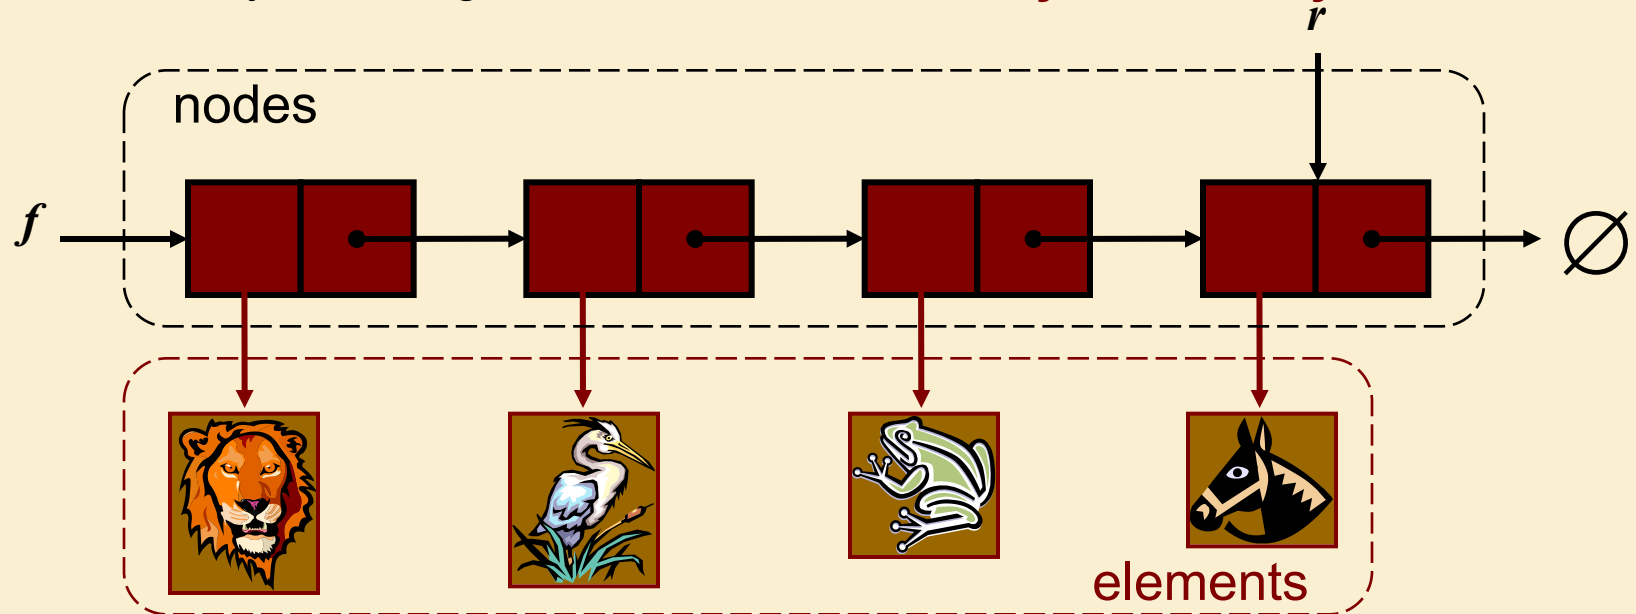 r
nodes
f
∅
elements